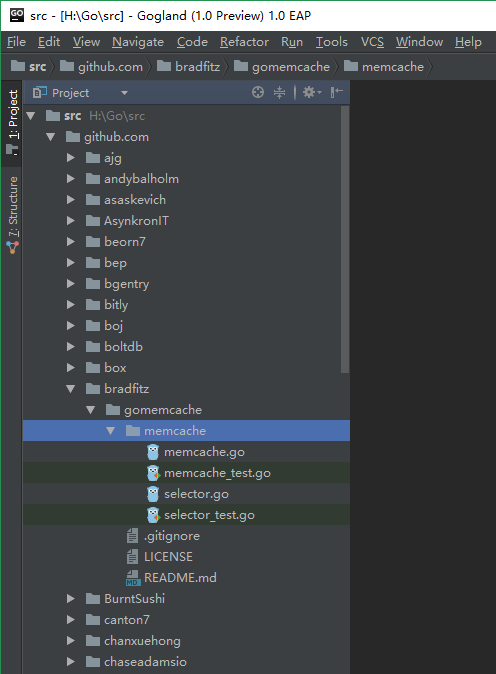 GO src - [H:\Go\src] - Gogland (1.0 Preview) 1.0 EAP
File Edit View Navigate Code Refactor Run Tools VCS Window Help
src github.com bradfitz gomemcache memcache
1: Project
7: Structure
Project
src H:\Go\src
github.com
ajg
andybalholm
asaskevich
AsynkronIT
beorn7
bep
bgentry
bitly
boj
boltdb
box
bradfitz
gomemcache
memcache
memcache.go
memcache_test.go
selector.go
selector_test.go
.gitignore
LICENSE
MD README.md
BurntSushi
canton7
chanxuehong
chaseadamsio